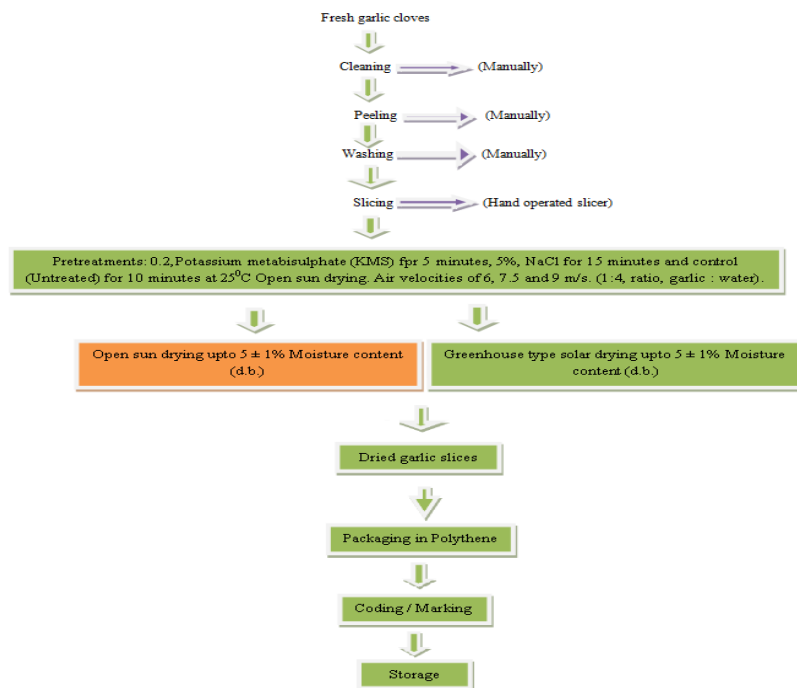 Fresh garlic cloves
Cleaning (Manually)
Peeling (Manually)
Washing (Manually)
Slicing (Hand operated slicer)
Pretreatments: 0.2,Potassium metabisulphate (KMS) fpr 5 minutes, 5%, NaCl for 15 minutes and control
(Untreated) for 10 minutes at 25⁰C Open sun drying. Air velocities of 6, 7.5 and 9 m/s. (1:4, ratio, garlic : water).
Open sun drying upto 5 ± 1% Moisture content
(d.b.)
Greenhouse type solar drying upto 5 ± 1% Moisture
content (d.b.)
Dried garlic slices
Packaging in Polythene
Coding / Marking
Storage